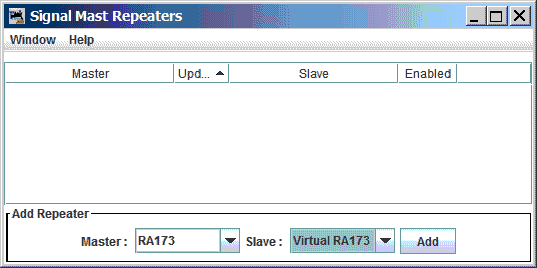 Signal Mast Repeaters
Window Help
Master Upd... Slave Enabled
Add Repeater
Master : RA173 Slave : Virtual RA173 Add